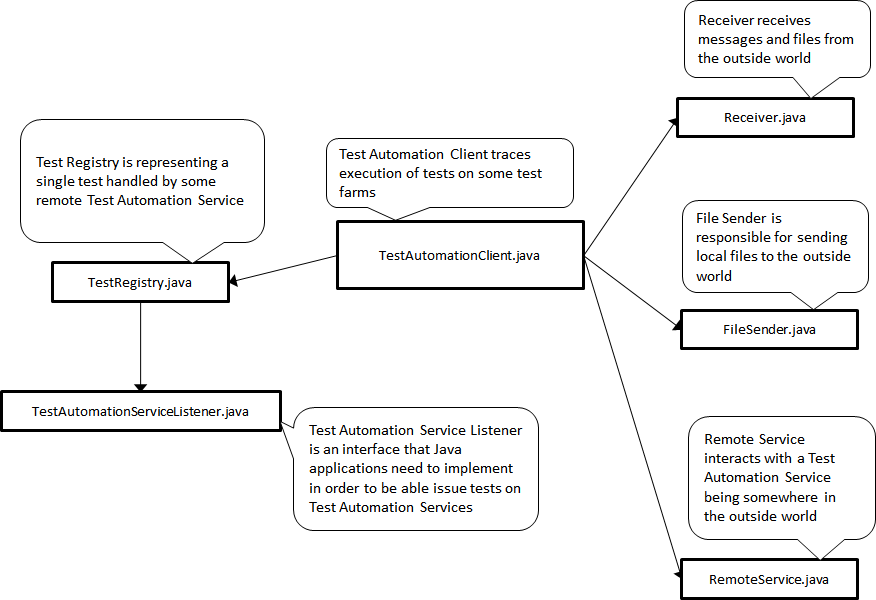 Receiver receives
messages and files from
the outside world
Receiver.java
Test Registry is representing a
single test handled by some
remote Test Automation Service
TestRegistry.java
Test Automation Client traces
execution of tests on some test
farms
TestAutomationClient.java
File Sender is
responsible for sending
local files to the outside
world
FileSender.java
TestAutomationServiceListener.java
Test Automation Service Listener
is an interface that Java
applications need to implement
in order to be able issue tests on
Test Automation Services
Remote Service
interacts with a Test
Automation Service
being somewhere in
the outside world
RemoteService.java